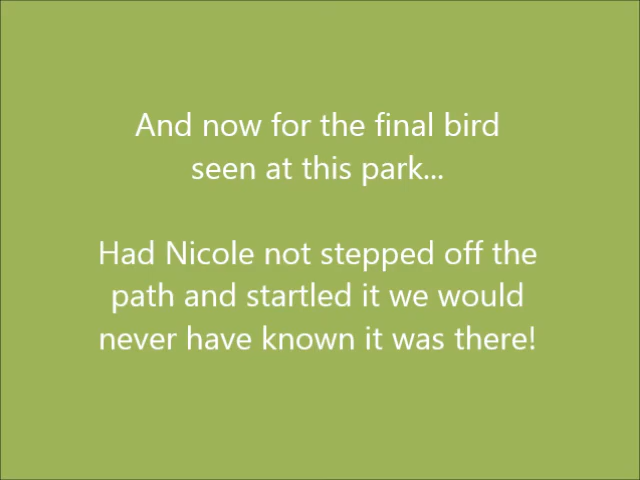 And now for the final bird
seen at this park...
Had Nicole not stepped off the
path and startled it we would
never have known it was there!